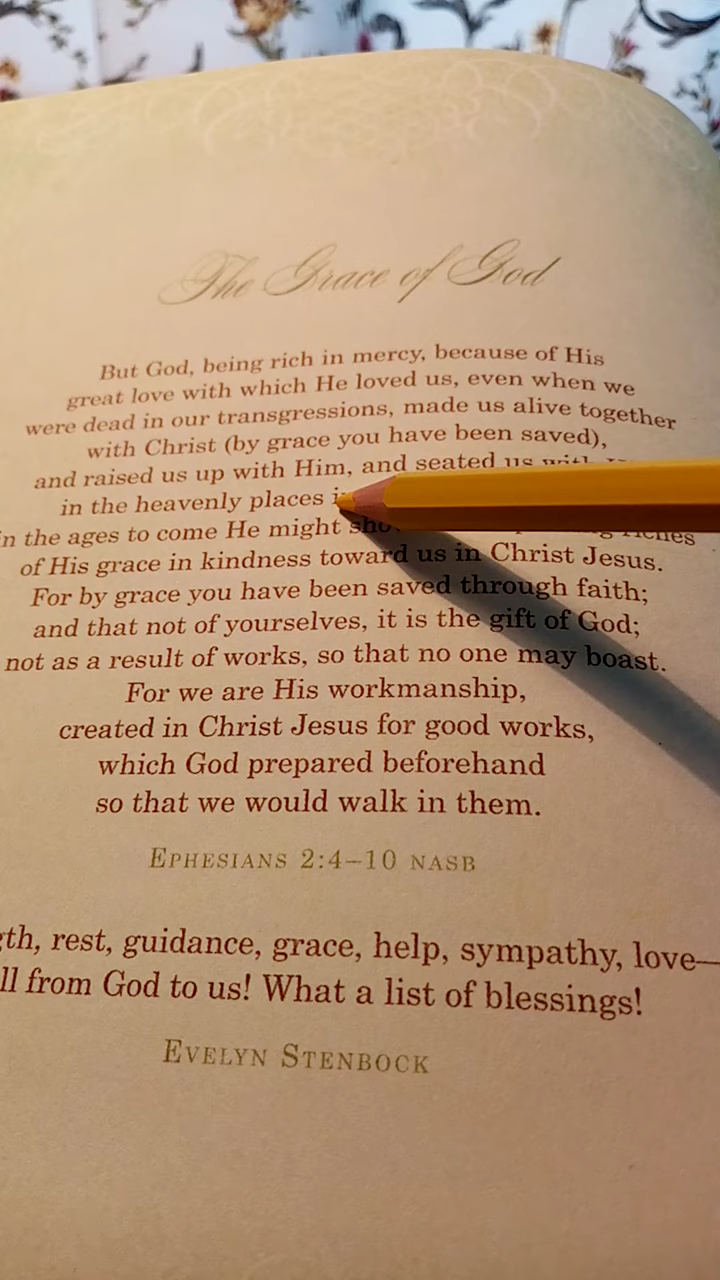 The Grace of God
But God, being rich in mercy, because of His
great love with which He loved us, even when we
were dead in our transgressions, made us alive together
with Christ (by grace you have been saved),
and raised us up with Him, and seated us with
in the heavenly places
in the ages to come He might riches
of His grace in kindness toward us in Christ Jesus.
For by grace you have been saved through faith;
and that not of yourselves, it is the gift of God;
not as a result of works, so that no one may boast.
For we are His workmanship,
created in Christ Jesus for good works,
which God prepared beforehand
so that we would walk in them.
EPHESIANS 2:4–10 NASB
rest, guidance, grace, help, sympathy, love—
from God to us! What a list of blessings!
EVELYN STENBOCK